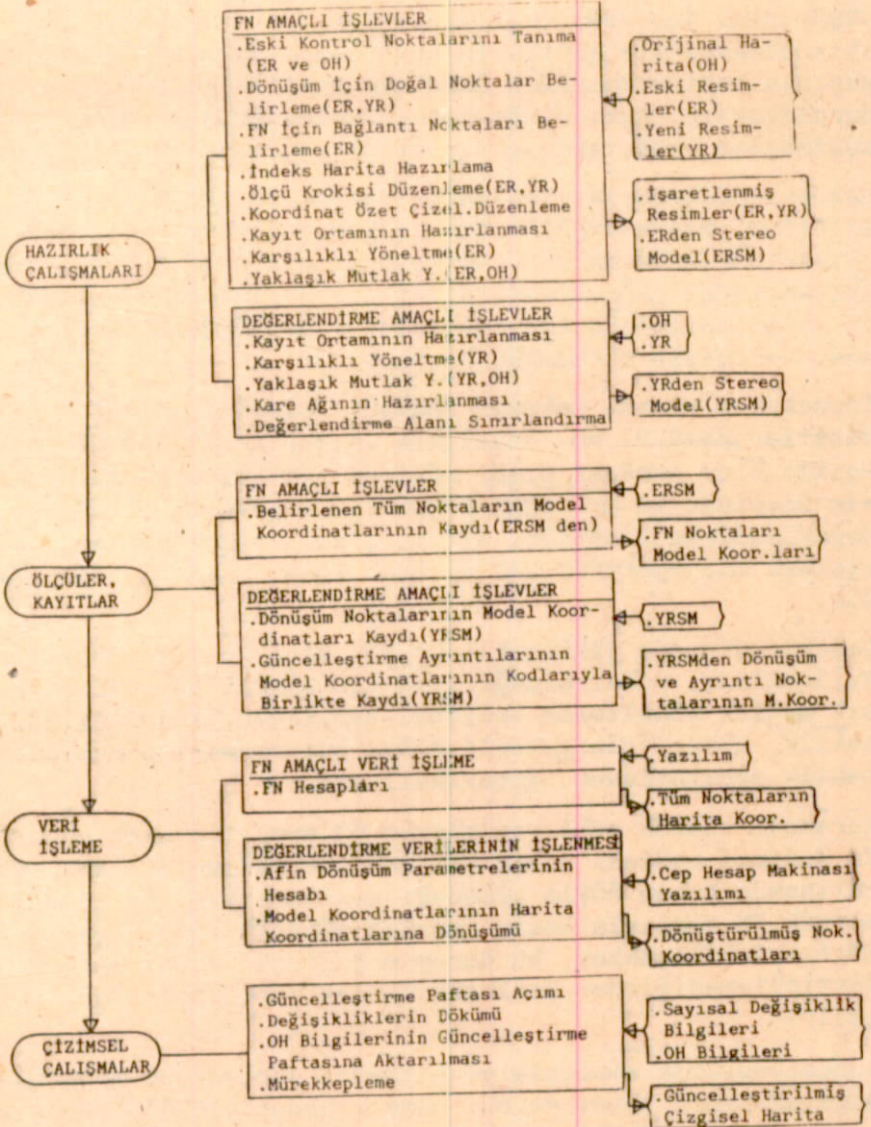 FN AMAÇLI İŞLEVLER
.Eski Kontrol Noktalarını Tanıma
(ER ve OH)
.Dönüşüm İçin Doğal Noktalar Be-
lirleme(ER,YR)
.FN İçin Bağlantı Noktaları Be-
lirleme(ER)
.İndeks Harita Hazırlama
.Ölçü Krokisi Düzenleme(ER,YR)
.Koordinat Özet Çizel.Düzenleme
.Kayıt Ortamının Hazırlanması
.Karşılıklı Yöneltme(ER)
.Yaklaşık Mutlak Y.(ER,OH)
.Orijinal Ha-
rita(OH)
.Eski Resim-
ler(ER)
.Yeni Resim-
ler(YR)
.İşaretlenmiş
Resimler(ER,YR)
.ERden Stereo
Model(ERSM)
HAZIRLIK
ÇALIŞMALARI
DEĞERLENDİRME AMAÇLI İŞLEVLER
.Kayıt Ortamının Hazırlanması
.Karşılıklı Yöneltme(YR)
.Yaklaşık Mutlak Y.(YR,OH)
.Kare Ağının Hazırlanması
.Değerlendirme Alanı Sınırlandırma
.OH
.YR
.YRden Stereo
Model(YRSM)
FN AMAÇLI İŞLEVLER
.Belirlenen Tüm Noktaların Model
Koordinatlarının Kaydı(ERSM den)
.ERSM
.FN Noktaları
Model Koor.ları
ÖLÇÜLER,
KAYITLAR
DEĞERLENDİRME AMAÇLI İŞLEVLER
.Dönüşüm Noktalarının Model Koor-
dinatları Kaydı(YRSM)
.Güncelleştirme Ayrıntılarının
Model Koordinatlarının Kodlarıyla
Birlikte Kaydı(YRSM)
.YRSM
.YRSMden Dönüşüm
ve Ayrıntı Nok-
talarının M.Koor.
FN AMAÇLI VERİ İŞLEME
.FN Hesapları
.Yazılım
.Tüm Noktaların
Harita Koor.
VERİ
İŞLEME
DEĞERLENDİRME VERİLERİNİN İŞLENMESİ
.Afin Dönüşüm Parametrelerinin
Hesabı
.Model Koordinatlarının Harita
Koordinatlarına Dönüşümü
.Cep Hesap Makinası
Yazılımı
.Dönüştürülmüş Nok.
Koordinatları
ÇİZİMSEL
ÇALIŞMALAR
.Güncelleştirme Paftası Açımı
.Değişikliklerin Dökümü
.OH Bilgilerinin Güncelleştirme
Paftasına Aktarılması
.Mürekkepleme
.Sayısal Değişiklik
Bilgileri
.OH Bilgileri
.Güncelleştirilmiş
Çizgisel Harita